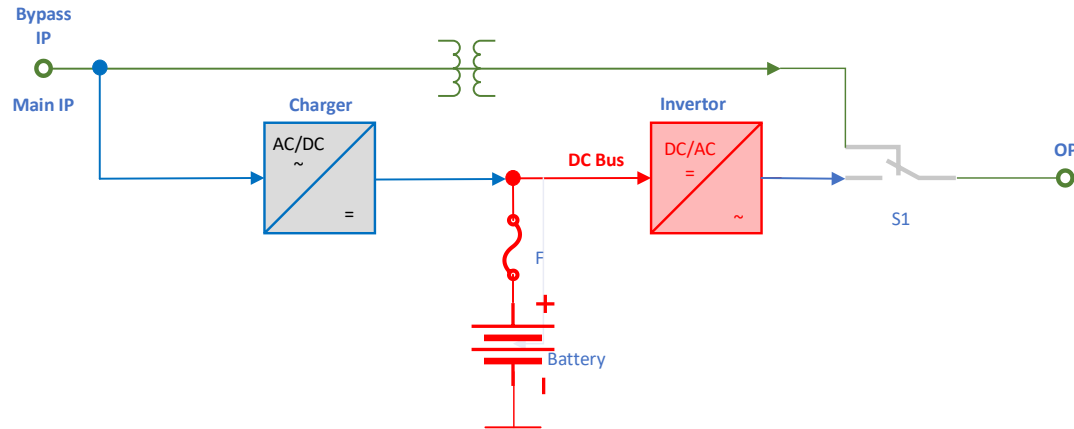 Bypass
IP
Main IP
Charger
Invertor
AC/DC
~
=
DC Bus
DC/AC
=
~
OP
S1
F
+
Battery
−